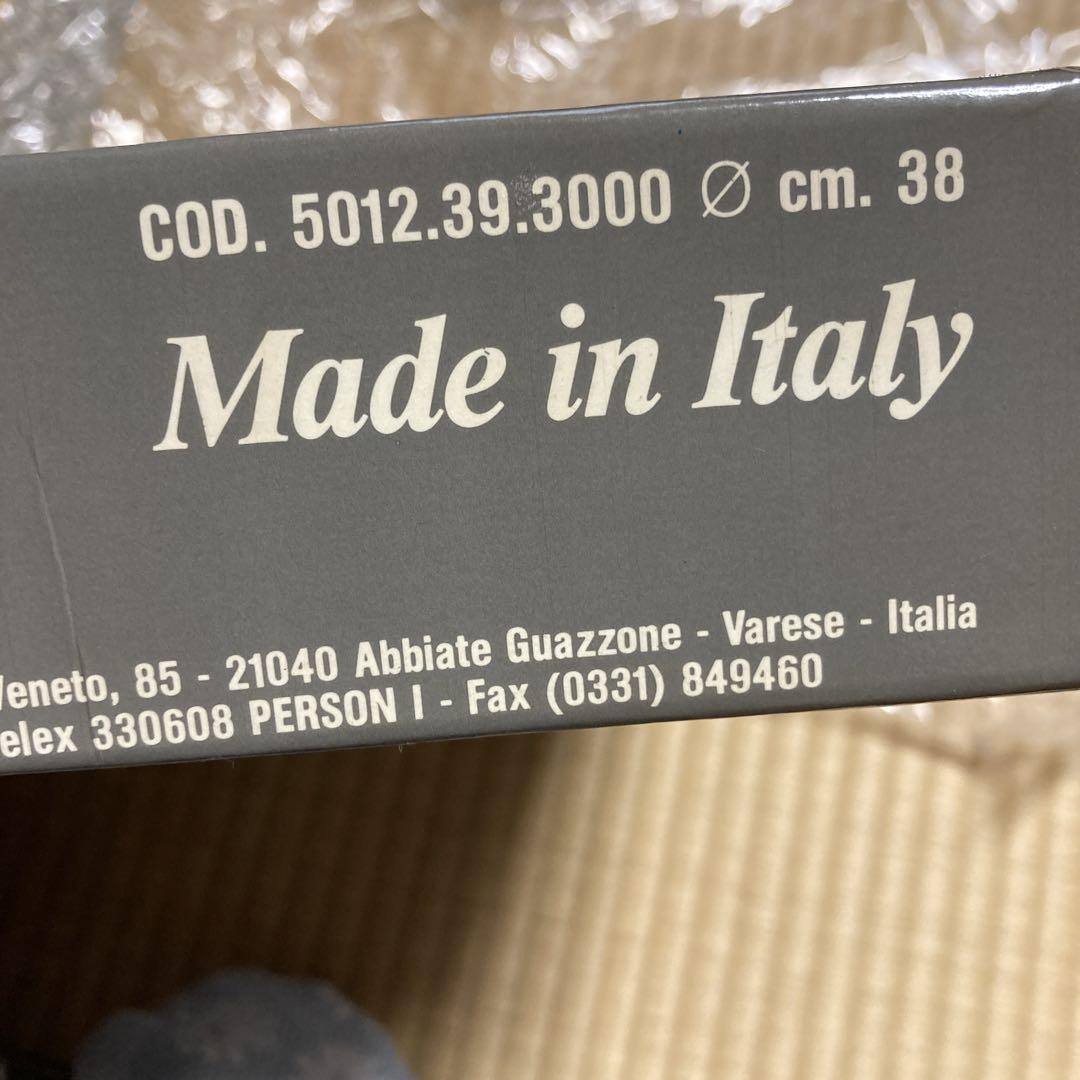 COD. 5012.39.3000 Ø cm. 38
Made in Italy
Veneto, 85 - 21040 Abbiate Guazzone - Varese - Italia
elex 330608 PERSON I - Fax (0331) 849460